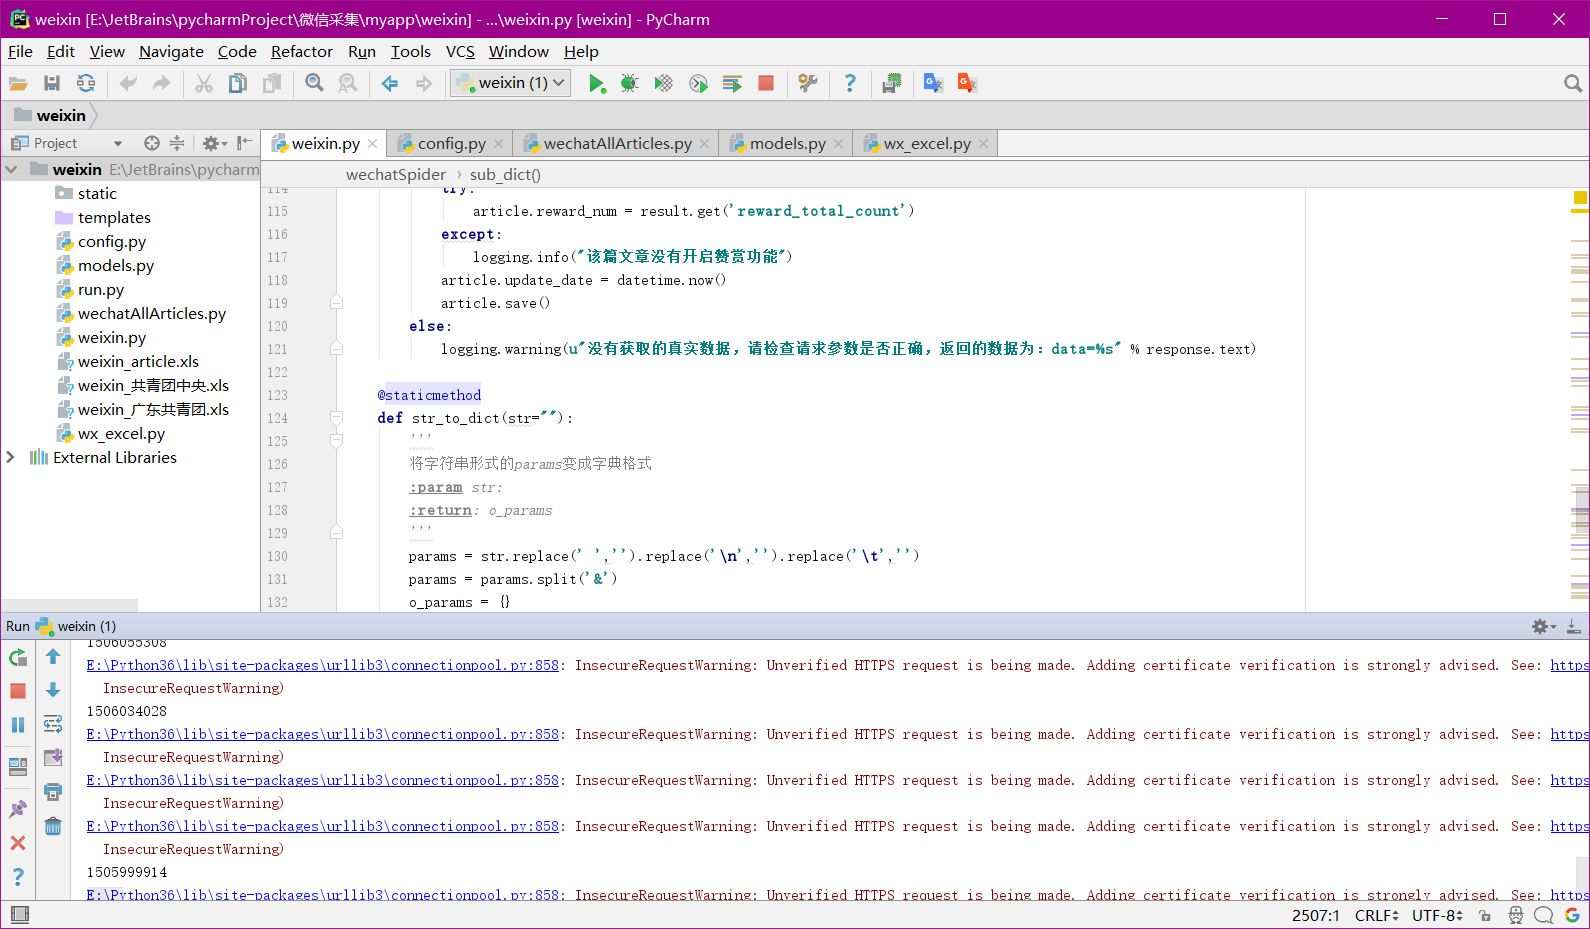 weixin [E:\JetBrains\pycharmProject\微信采集\myapp\weixin] - ...\weixin.py [weixin] - PyCharm
File Edit View Navigate Code Refactor Run Tools VCS Window Help
weixin (1)
weixin
Project
weixin.py config.py wechatAllArticles.py models.py wx_excel.py
weixin E:\JetBrains\pycharm
static
templates
config.py
models.py
run.py
wechatAllArticles.py
weixin.py
weixin_article.xls
weixin_共青团中央.xls
weixin_广东共青团.xls
wx_excel.py
External Libraries
wechatSpider › sub_dict()
114 try:
115 article.reward_num = result.get('reward_total_count')
116 except:
117 logging.info("该篇文章没有开启赞赏功能")
118 article.update_date = datetime.now()
119 article.save()
120 else:
121 logging.warning(u"没有获取的真实数据，请检查请求参数是否正确，返回的数据为：data=%s" % response.text)
122
123 @staticmethod
124 def str_to_dict(str=""):
125 '''
126 将字符串形式的params变成字典格式
127 :param str:
128 :return: o_params
129 '''
130 params = str.replace(' ','').replace('\n','').replace('\t','')
131 params = params.split('&')
132 o_params = {}
Run weixin (1)
1506055308
E:\Python36\lib\site-packages\urllib3\connectionpool.py:858: InsecureRequestWarning: Unverified HTTPS request is being made. Adding certificate verification is strongly advised. See: https
InsecureRequestWarning)
1506034028
E:\Python36\lib\site-packages\urllib3\connectionpool.py:858: InsecureRequestWarning: Unverified HTTPS request is being made. Adding certificate verification is strongly advised. See: https
InsecureRequestWarning)
E:\Python36\lib\site-packages\urllib3\connectionpool.py:858: InsecureRequestWarning: Unverified HTTPS request is being made. Adding certificate verification is strongly advised. See: https
InsecureRequestWarning)
E:\Python36\lib\site-packages\urllib3\connectionpool.py:858: InsecureRequestWarning: Unverified HTTPS request is being made. Adding certificate verification is strongly advised. See: https
InsecureRequestWarning)
1505999914
E:\Python36\lib\site-packages\urllib3\connectionpool.py:858: InsecureRequestWarning: Unverified HTTPS request is being made. Adding certificate verification is strongly advised. See: https
2507:1 CRLF UTF-8